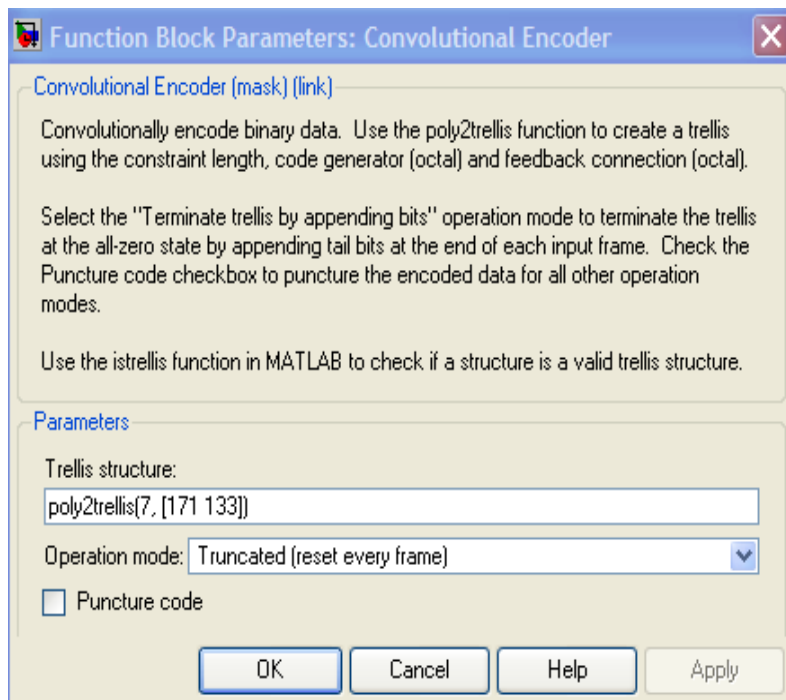 Function Block Parameters: Convolutional Encoder
Convolutional Encoder (mask) (link)
Convolutionally encode binary data. Use the poly2trellis function to create a trellis
using the constraint length, code generator (octal) and feedback connection (octal).
Select the "Terminate trellis by appending bits" operation mode to terminate the trellis
at the all-zero state by appending tail bits at the end of each input frame. Check the
Puncture code checkbox to puncture the encoded data for all other operation
modes.
Use the istrellis function in MATLAB to check if a structure is a valid trellis structure.
Parameters
Trellis structure:
poly2trellis(7, [171 133])
Operation mode: Truncated (reset every frame)
Puncture code
OK Cancel Help Apply